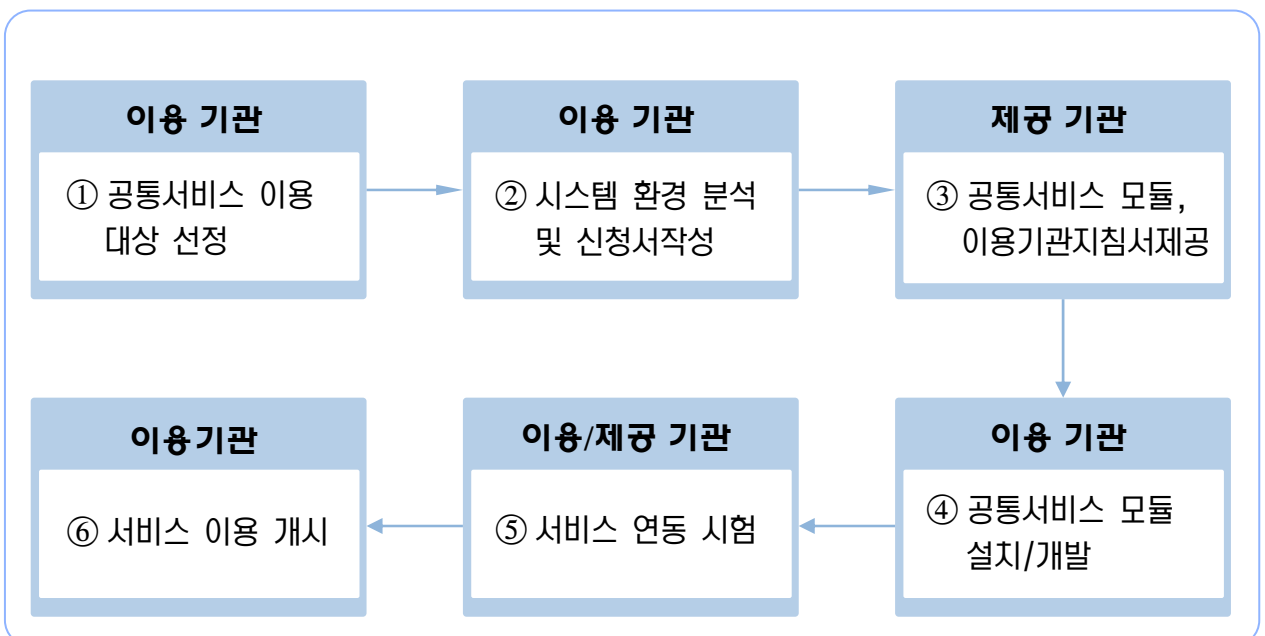 이용 기관
① 공통서비스 이용
대상 선정
이용 기관
② 시스템 환경 분석
및 신청서작성
제공 기관
③ 공통서비스 모듈,
이용기관지침서제공
이용 기관
④ 공통서비스 모듈
설치/개발
이용/제공 기관
⑤ 서비스 연동 시험
이용기관
⑥ 서비스 이용 개시